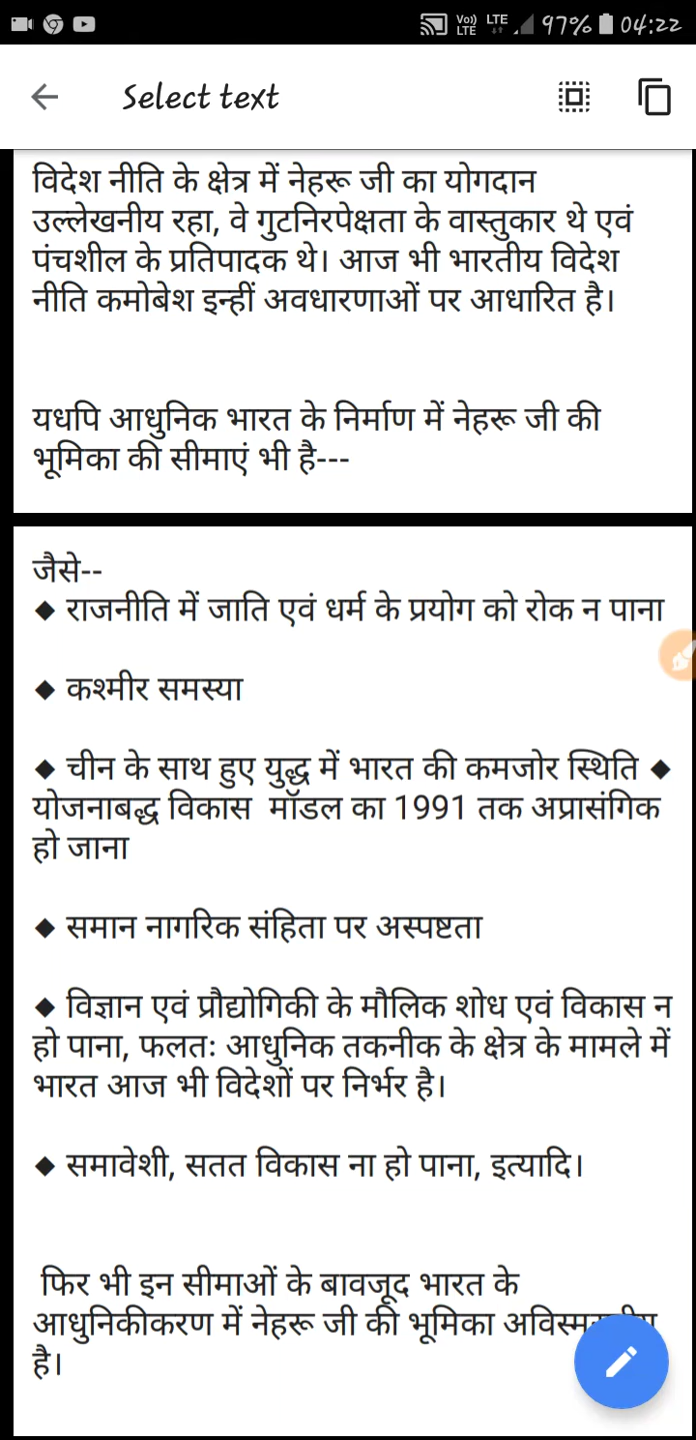 Vo))
LTE
LTE
97%
04:22
Select text
विदेश नीति के क्षेत्र में नेहरू जी का योगदान
उल्लेखनीय रहा, वे गुटनिरपेक्षता के वास्तुकार थे एवं
पंचशील के प्रतिपादक थे। आज भी भारतीय विदेश
नीति कमोबेश इन्हीं अवधारणाओं पर आधारित है।
यधपि आधुनिक भारत के निर्माण में नेहरू जी की
भूमिका की सीमाएं भी है---
जैसे--
◆ राजनीति में जाति एवं धर्म के प्रयोग को रोक न पाना
◆ कश्मीर समस्या
◆ चीन के साथ हुए युद्ध में भारत की कमजोर स्थिति ◆
योजनाबद्ध विकास  मॉडल का 1991 तक अप्रासंगिक
हो जाना
◆ समान नागरिक संहिता पर अस्पष्टता
◆ विज्ञान एवं प्रौद्योगिकी के मौलिक शोध एवं विकास न
हो पाना, फलतः आधुनिक तकनीक के क्षेत्र के मामले में
भारत आज भी विदेशों पर निर्भर है।
◆ समावेशी, सतत विकास ना हो पाना, इत्यादि।
फिर भी इन सीमाओं के बावजूद भारत के
आधुनिकीकरण में नेहरू जी की भूमिका
है।